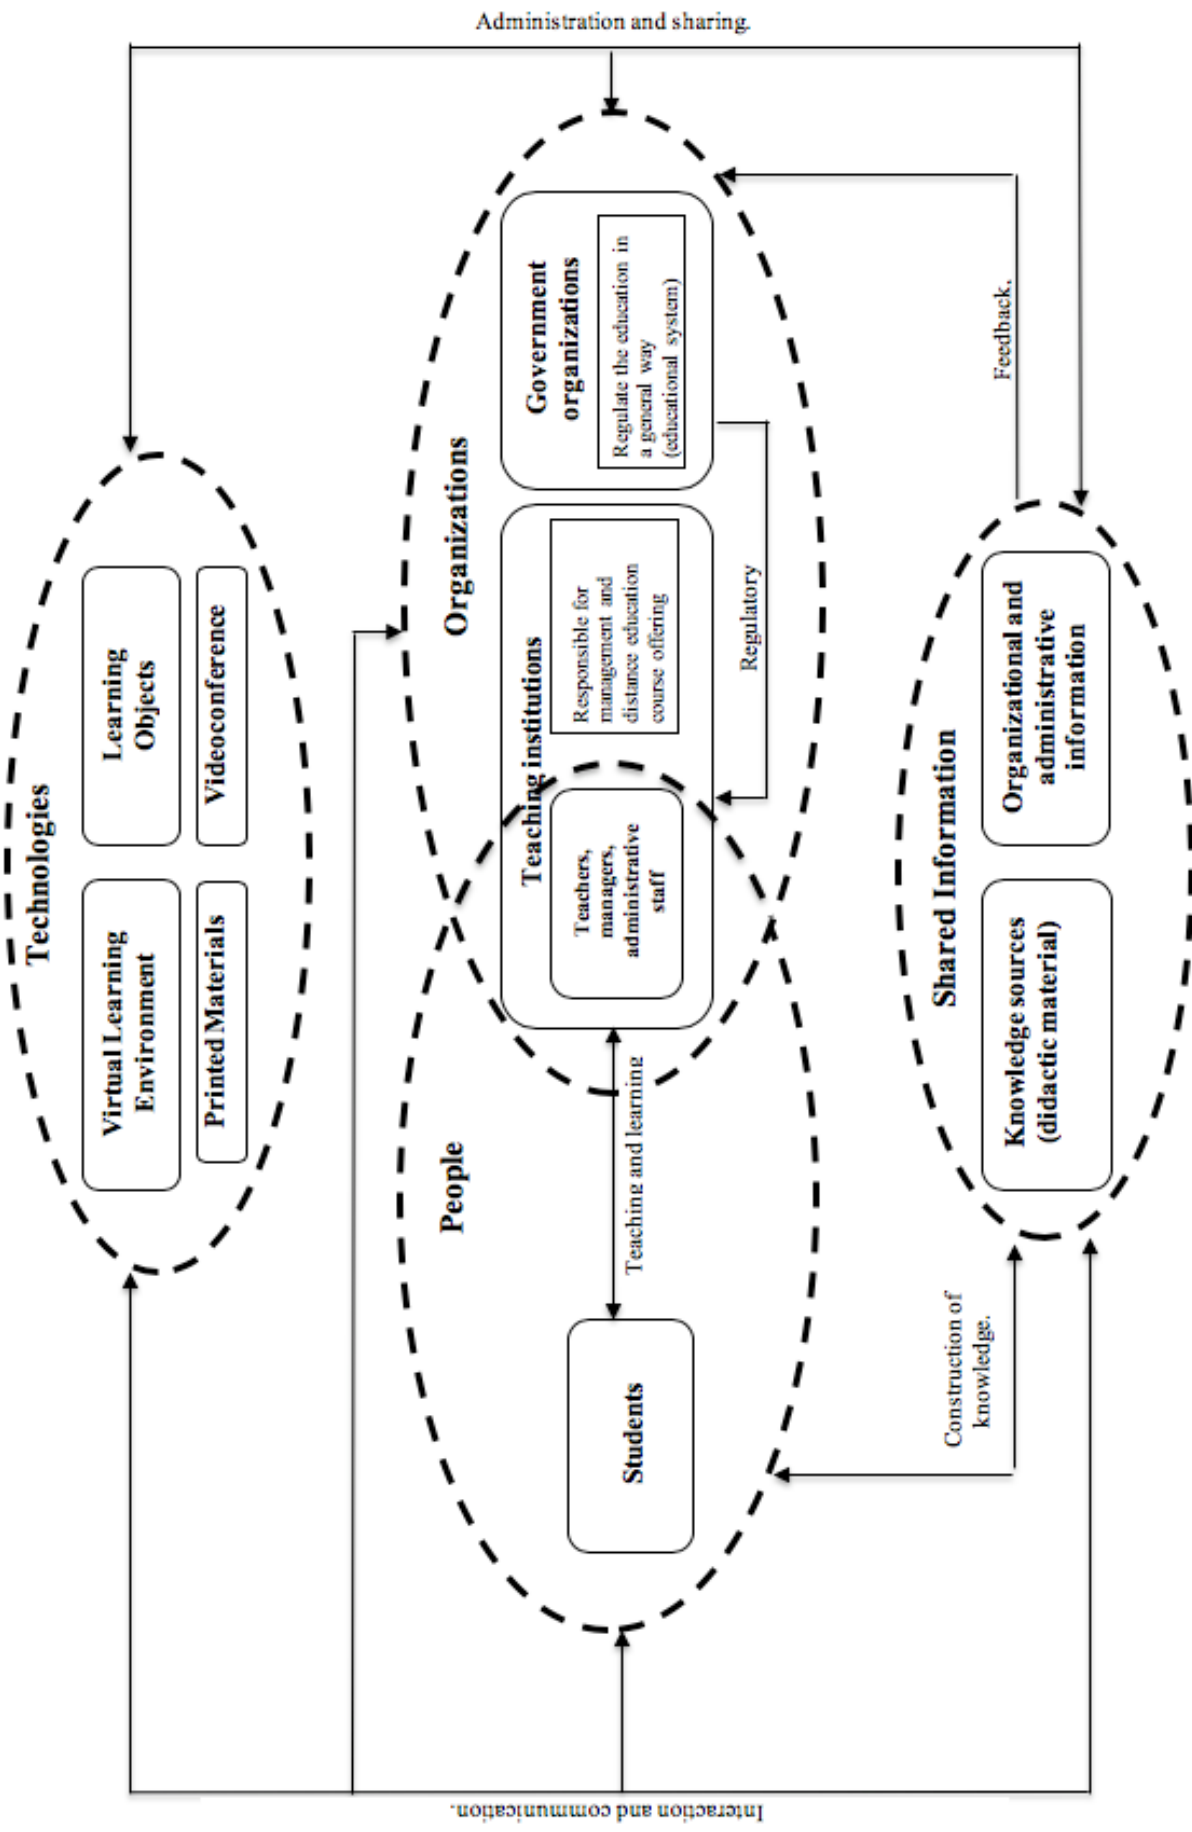 Administration and sharing.
Technologies
Virtual Learning
Environment
Learning
Objects
Printed Materials
Videoconference
Organizations
Government
organizations
Regulate the education in
a general way
(educational system)
Teaching institutions
Responsible for
management and
distance education
course offering
Teachers,
managers,
administrative
staff
Regulatory
People
Teaching and learning
Students
Feedback.
Shared Information
Knowledge sources
(didactic material)
Organizational and
administrative
information
Construction of
knowledge.
Interaction and communication.